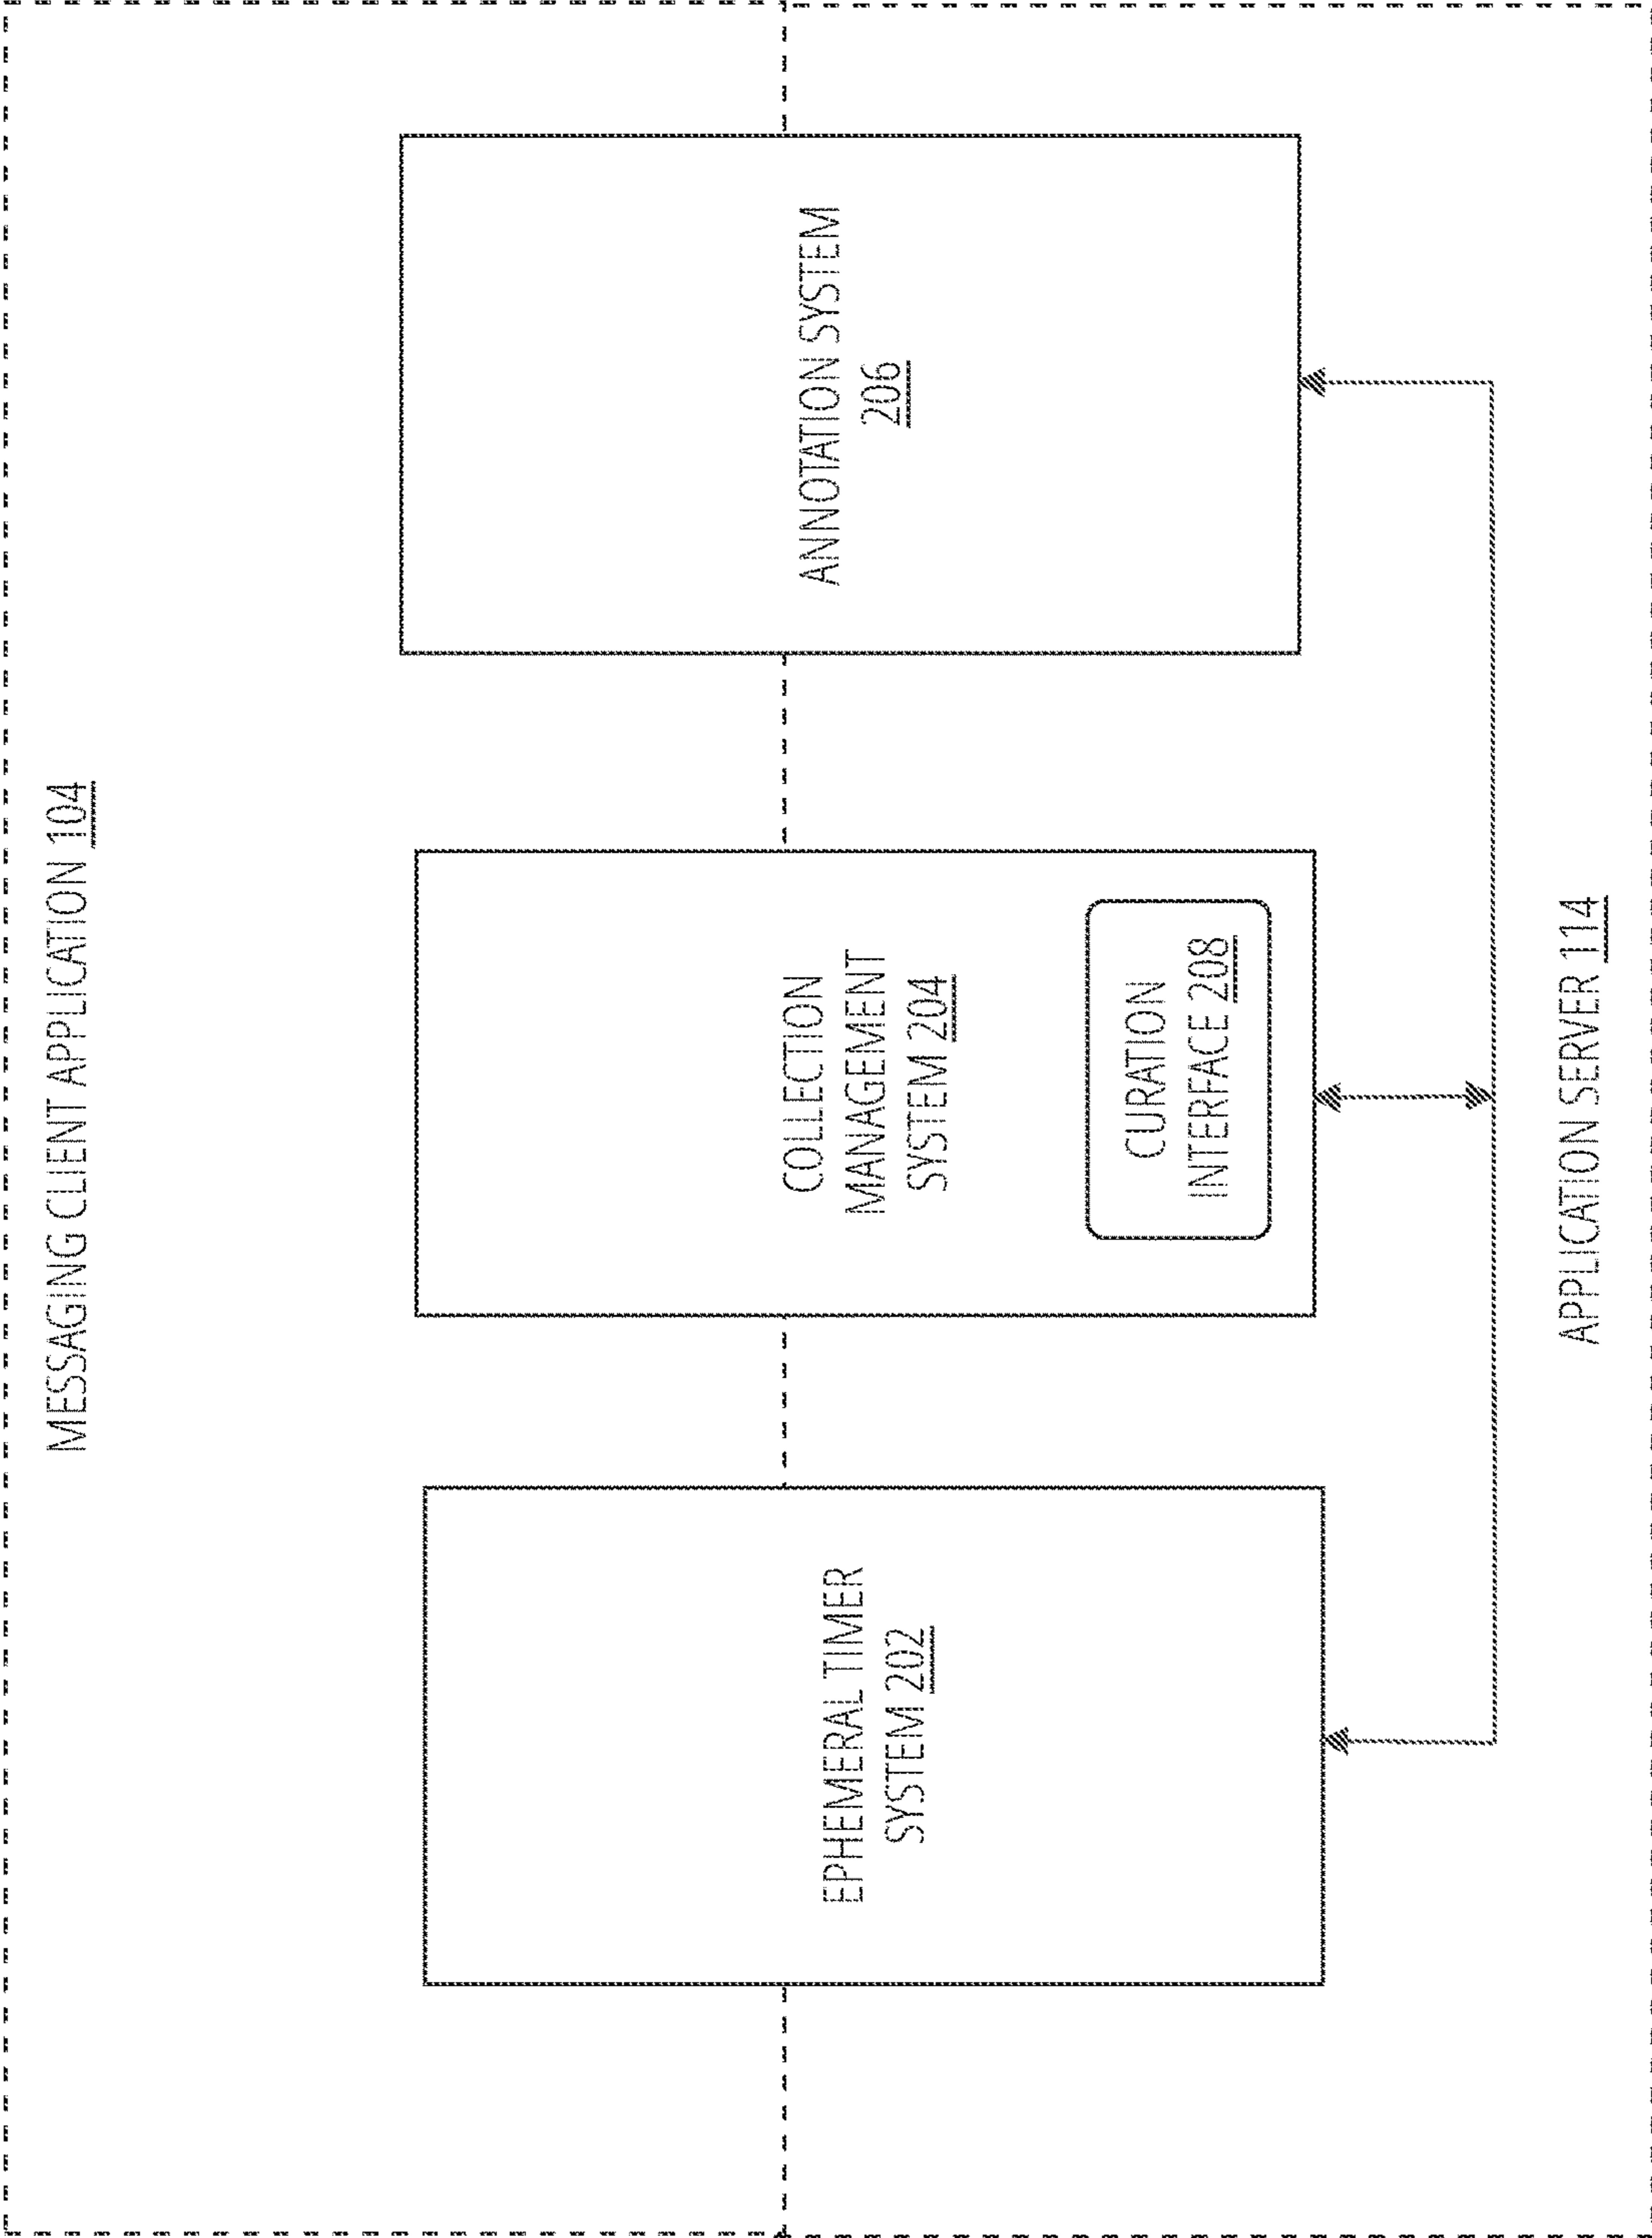 MESSAGING CLIENT APPLICATION 104
EPHEMERAL TIMER
SYSTEM 202
COLLECTION
MANAGEMENT
SYSTEM 204
CURATION
INTERFACE 208
ANNOTATION SYSTEM
206
APPLICATION SERVER 114